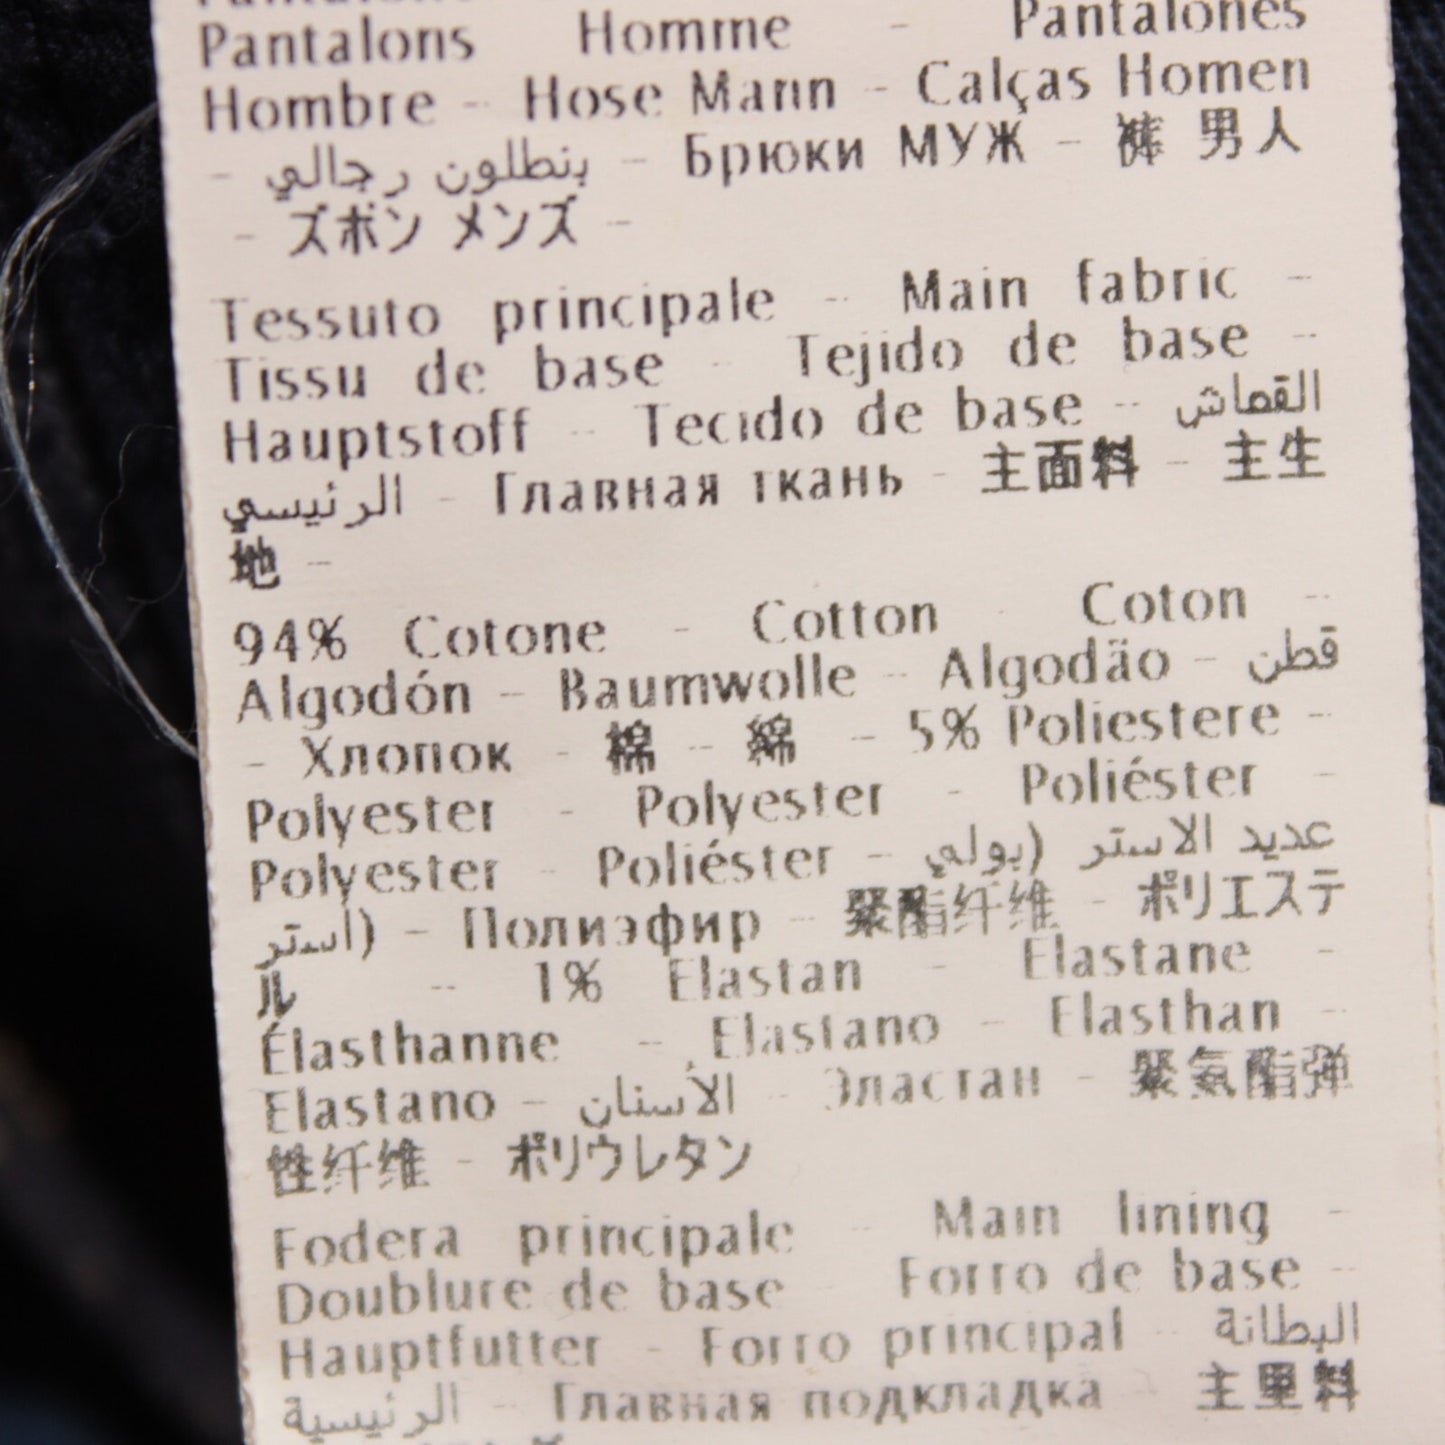 Pantalons Homme - Pantalones
Hombre - Hose Mann - Calças Homen
- بنطلون رجالي - Брюки МУЖ - 裤 男人
- ズボン メンズ -
Tessuto principale - Main fabric -
Tissu de base - Tejido de base -
Hauptstoff - Tecido de base - القماش
الرئيسي - Главная ткань - 主面料 - 主生
地 -
94% Cotone - Cotton - Coton -
Algodón - Baumwolle - Algodão - قطن
- Хлопок - 棉 - 綿 - 5% Poliestere -
Polyester - Polyester - Poliéster -
Polyester - Poliéster - عديد الاستر (بولي
استر) - Полиэфир - 聚酯纤维 - ポリエステ
ル - 1% Elastan - Elastane -
Élasthanne - Elastano - Elasthan -
Elastano - الأسنان - Эластан - 聚氨酯弹
性纤维 - ポリウレタン
Fodera principale - Main lining -
Doublure de base - Forro de base -
Hauptfutter - Forro principal - البطانة
الرئيسية - Главная подкладка - 主里料